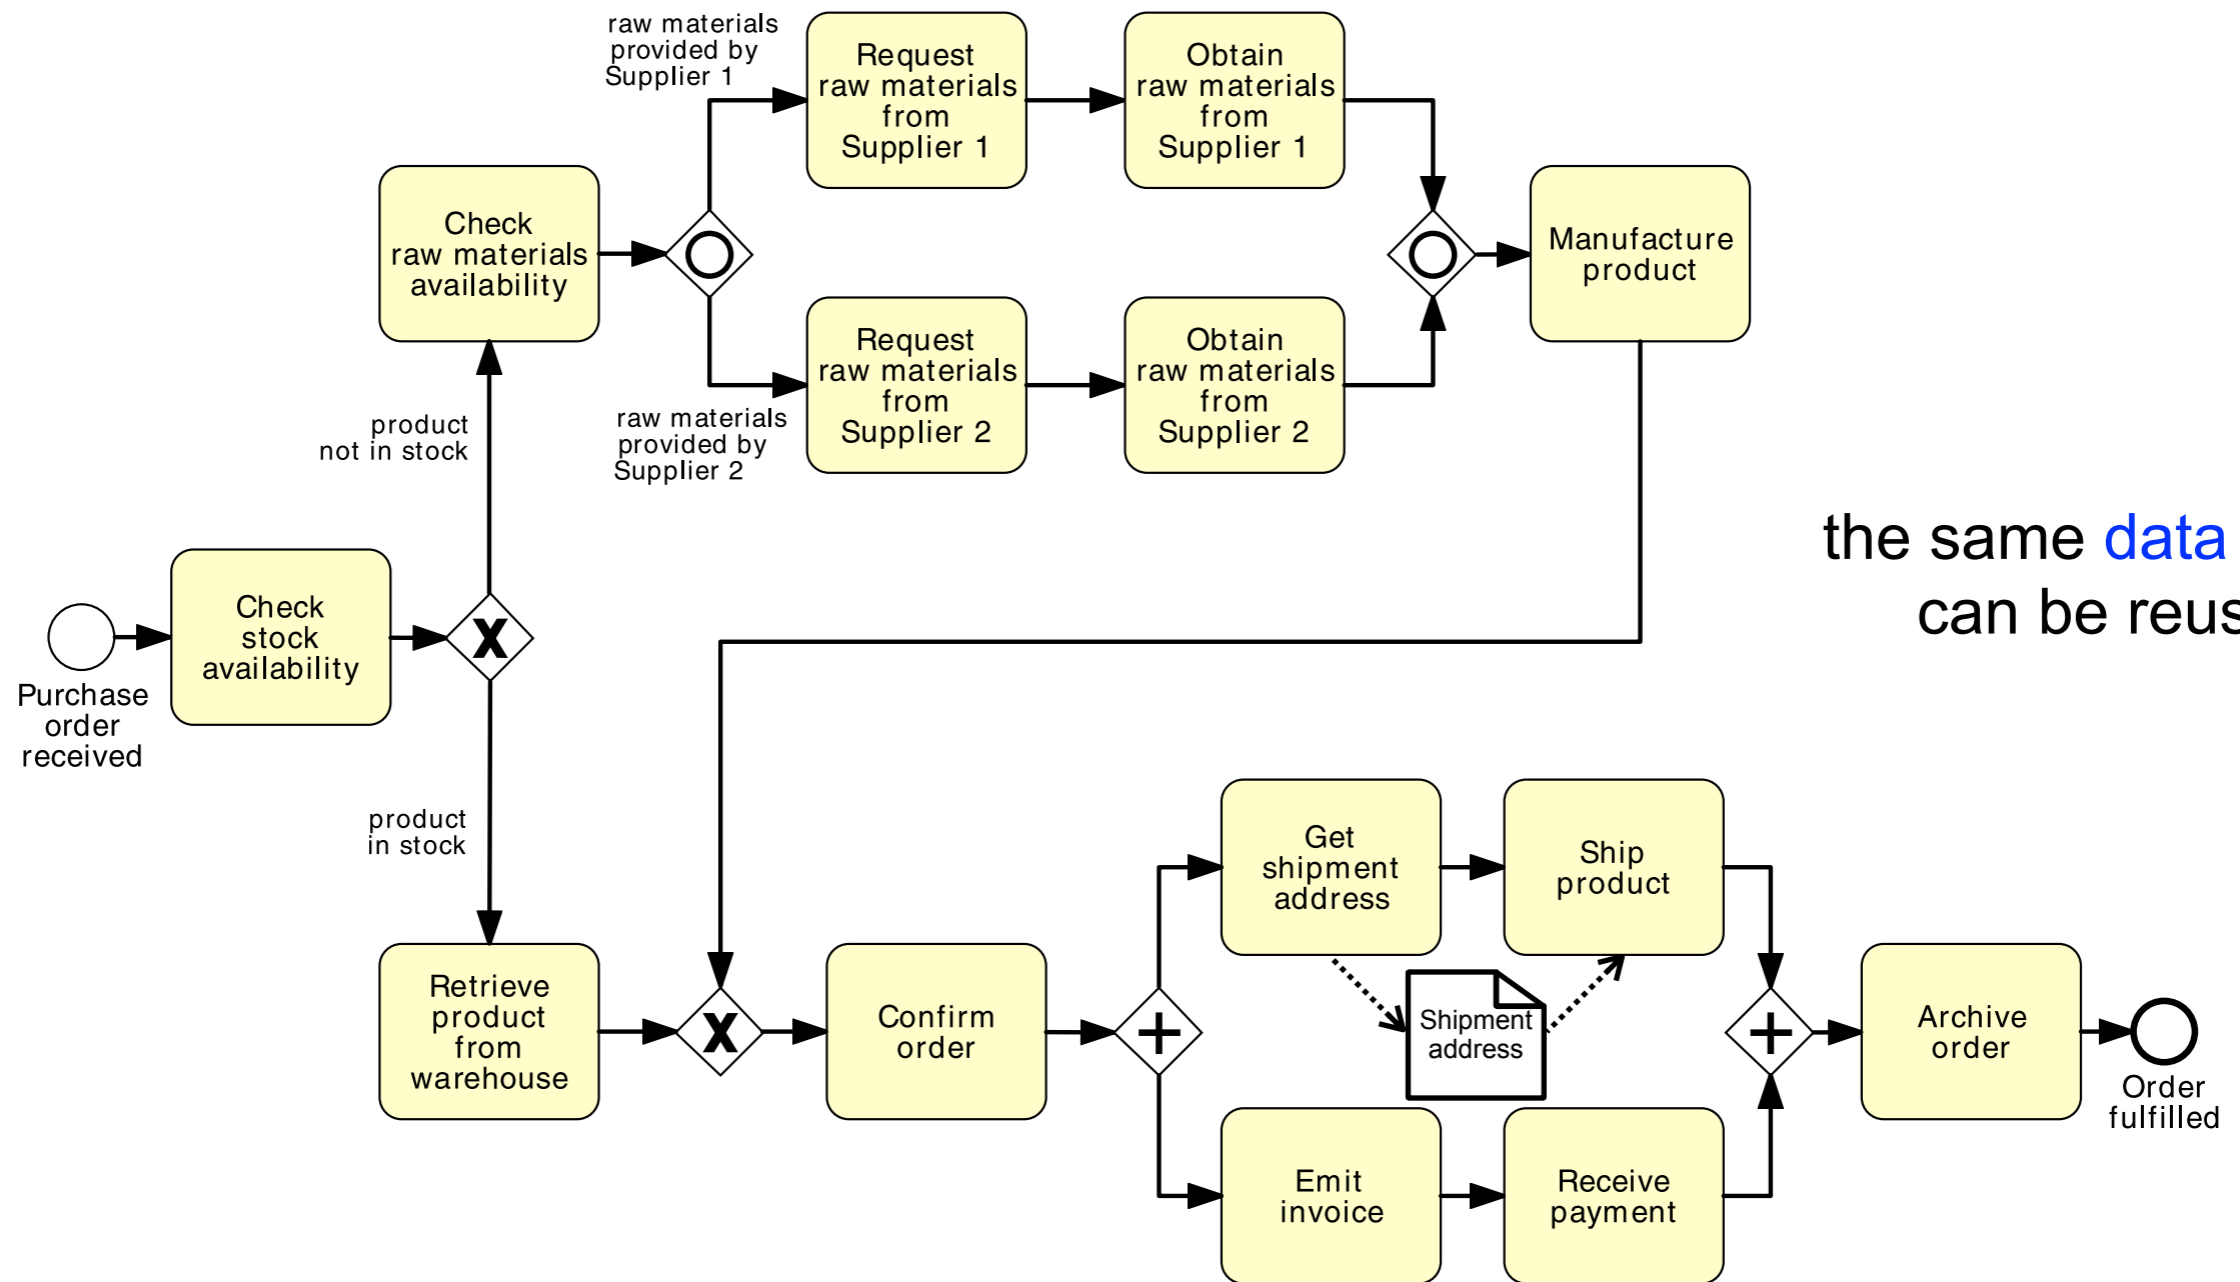 raw materials
provided by
Supplier 1
Request
raw materials
from
Supplier 1
Obtain
raw materials
from
Supplier 1
Check
raw materials
availability
Manufacture
product
Request
raw materials
from
Supplier 2
Obtain
raw materials
from
Supplier 2
raw materials
provided by
Supplier 2
product
not in stock
the same data
can be reus
Check
stock
availability
X
Purchase
order
received
product
in stock
Get
shipment
address
Ship
product
Retrieve
product
from
warehouse
X
Confirm
order
+
Shipment
address
+
Archive
order
Order
fulfilled
Emit
invoice
Receive
payment